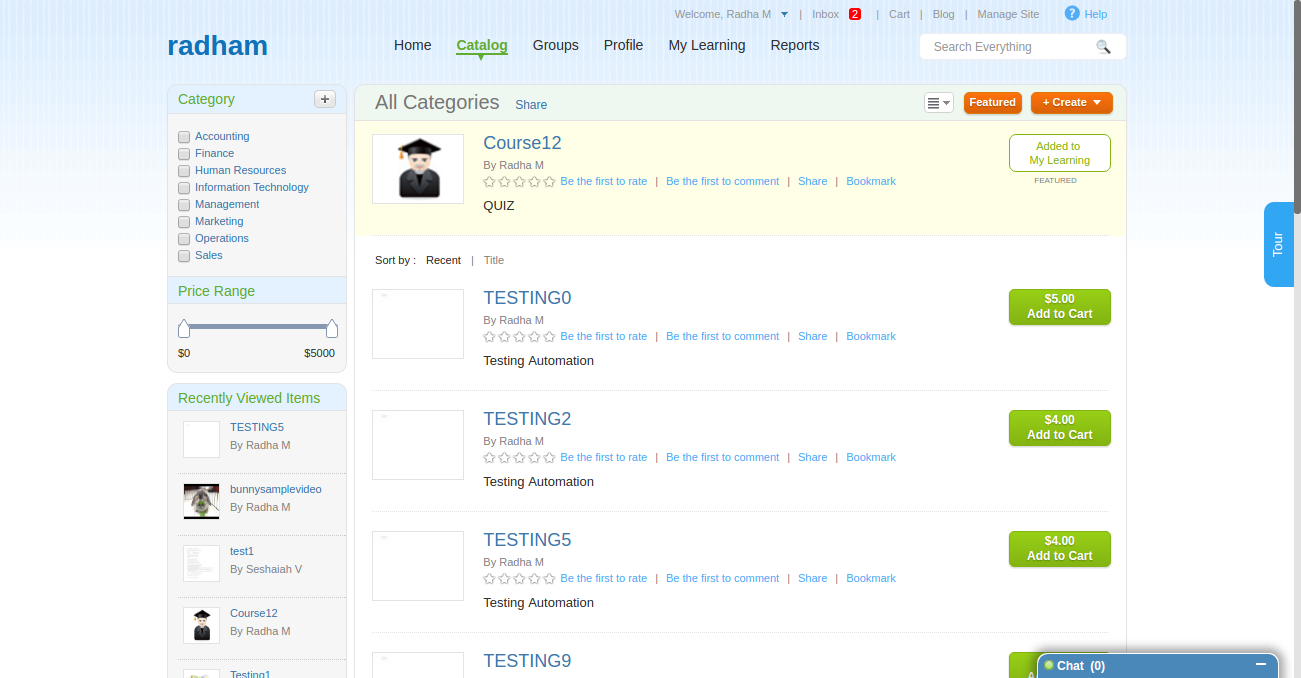 Welcome, Radha M | Inbox 2 | Cart | Blog | Manage Site ? Help
radham
Home Catalog Groups Profile My Learning Reports
Search Everything
Category +
Accounting
Finance
Human Resources
Information Technology
Management
Marketing
Operations
Sales
Price Range
$0 $5000
Recently Viewed Items
TESTING5
By Radha M
bunnysamplevideo
By Radha M
test1
By Seshaiah V
Course12
By Radha M
Testing1
All Categories Share Featured + Create
Course12
By Radha M
Be the first to rate | Be the first to comment | Share | Bookmark
QUIZ
Added to
My Learning
FEATURED
Sort by : Recent | Title
TESTING0
By Radha M
Be the first to rate | Be the first to comment | Share | Bookmark
Testing Automation
$5.00
Add to Cart
TESTING2
By Radha M
Be the first to rate | Be the first to comment | Share | Bookmark
Testing Automation
$4.00
Add to Cart
TESTING5
By Radha M
Be the first to rate | Be the first to comment | Share | Bookmark
Testing Automation
$4.00
Add to Cart
TESTING9
Tour
Chat (0)